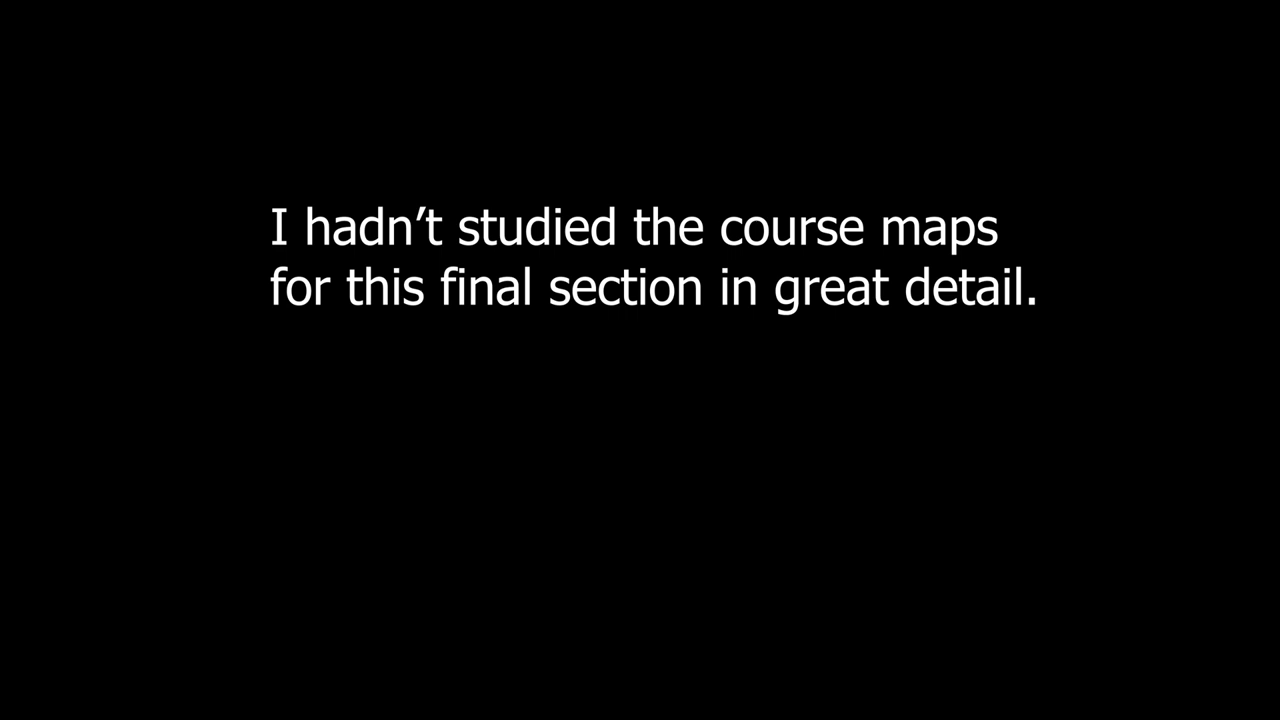 I hadn’t studied the course maps
for this final section in great detail.